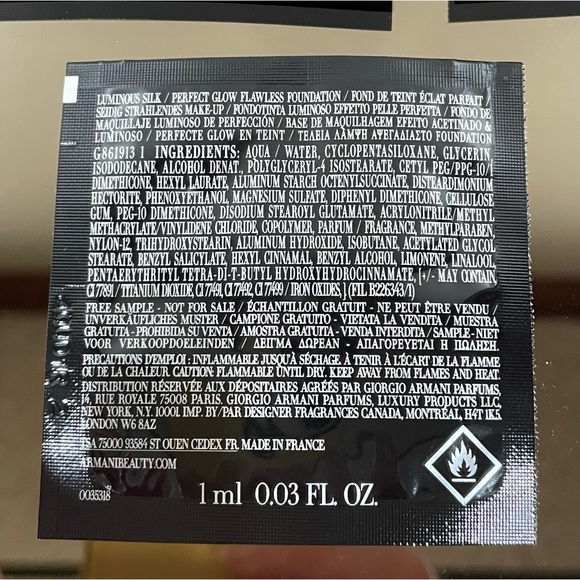 LUMINOUS SILK / PERFECT GLOW FLAWLESS FOUNDATION / FOND DE TEINT ÉCLAT PARFAIT /
SEIDIG STRAHLENDES MAKE-UP / FONDOTINTA LUMINOSO EFFETTO PELLE PERFETTA / FONDO DE
MAQUILLAJE LUMINOSO DE PERFECCIÓN / BASE DE MAQUILHAGEM EFEITO ACETINADO &
LUMINOSO / PERFECTE GLOW EN TEINT / ΤΕΛΕΙΑ ΛΑΜΨΗ ΑΨΕΓΑΔΙΑΣΤΟ FOUNDATION
G861913 1 INGREDIENTS: AQUA / WATER, CYCLOPENTASILOXANE, GLYCERIN,
ISODODECANE, ALCOHOL DENAT., POLYGLYCERYL-4 ISOSTEARATE, CETYL PEG/PPG-10/1
DIMETHICONE, HEXYL LAURATE, ALUMINUM STARCH OCTENYLSUCCINATE, DISTEARDIMONIUM
HECTORITE, PHENOXYETHANOL, MAGNESIUM SULFATE, DIPHENYL DIMETHICONE, CELLULOSE
GUM, PEG-10 DIMETHICONE, DISODIUM STEAROYL GLUTAMATE, ACRYLONITRILE/METHYL
METHACRYLATE/VINYLIDENE CHLORIDE, COPOLYMER, PARFUM / FRAGRANCE, METHYLPARABEN,
NYLON-12, TRIHYDROXYSTEARIN, ALUMINUM HYDROXIDE, ISOBUTANE, ACETYLATED GLYCOL
STEARATE, BENZYL SALICYLATE, HEXYL CINNAMAL, BENZYL ALCOHOL, LIMONENE, LINALOOL,
PENTAERYTHRITYL TETRA-DI-T-BUTYL HYDROXYHYDROCINNAMATE, [+/- MAY CONTAIN,
CI 77891 / TITANIUM DIOXIDE, CI 77491, CI 77492, CI 77499 / IRON OXIDES, ]. (F.I.L. B226343/1)
FREE SAMPLE - NOT FOR SALE / ÉCHANTILLON GRATUIT - NE PEUT ÊTRE VENDU /
UNVERKÄUFLICHES MUSTER / CAMPIONE GRATUITO - VIETATA LA VENDITA / MUESTRA
GRATUITA - PROHIBIDA SU VENTA / AMOSTRA GRATUITA - VENDA INTERDITA / SAMPLE - NIET
VOOR VERKOOPDOELEINDEN / ΔΕΙΓΜΑ ΔΩΡΕΑΝ - ΑΠΑΓΟΡΕΥΕΤΑΙ Η ΠΩΛΗΣΗ
PRÉCAUTIONS D'EMPLOI : INFLAMMABLE JUSQU'À SÉCHAGE. À TENIR À L'ÉCART DE LA FLAMME
OU DE LA CHALEUR. CAUTION: FLAMMABLE UNTIL DRY. KEEP AWAY FROM FLAMES AND HEAT.
DISTRIBUTION RÉSERVÉE AUX DÉPOSITAIRES AGRÉÉS PAR GIORGIO ARMANI PARFUMS,
14, RUE ROYALE 75008 PARIS. GIORGIO ARMANI PARFUMS, LUXURY PRODUCTS LLC,
NEW YORK, N.Y. 10001. IMP. BY/PAR DESIGNER FRAGRANCES CANADA, MONTRÉAL, H4T 1K5.
LONDON W6 8AZ
TSA 75000 93584 ST OUEN CEDEX FR. MADE IN FRANCE
ARMANIBEAUTY.COM
0035318
1 ml 0.03 FL. OZ.